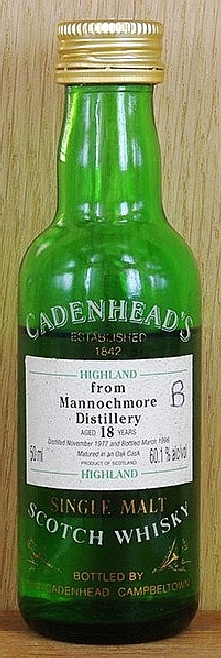 CADENHEAD'S
ESTABLISHED
1842
HIGHLAND
from
Mannochmore
Distillery
B
AGED 18 YEARS
Distilled November 1977 and Bottled March 1996
50 ml
Matured in an Oak Cask
60.1 % alc/vol
PRODUCT OF SCOTLAND
HIGHLAND
SINGLE MALT
SCOTCH WHISKY
BOTTLED BY
CADENHEAD CAMPBELTOWN